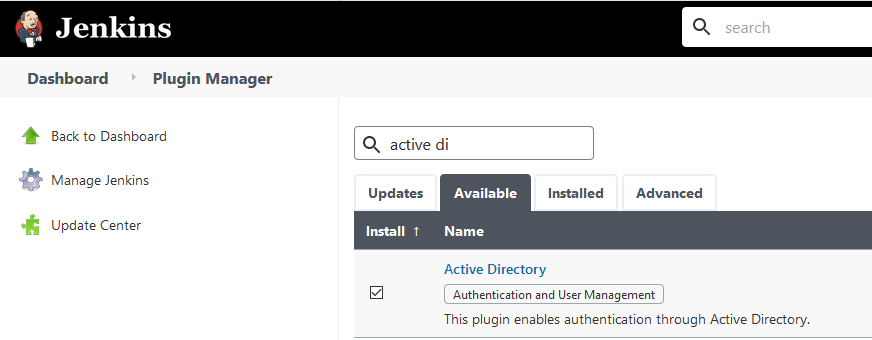 Jenkins
search
Dashboard
Plugin Manager
Back to Dashboard
Manage Jenkins
Update Center
active di
Updates Available Installed Advanced
Install ↑ Name
Active Directory
Authentication and User Management
This plugin enables authentication through Active Directory.